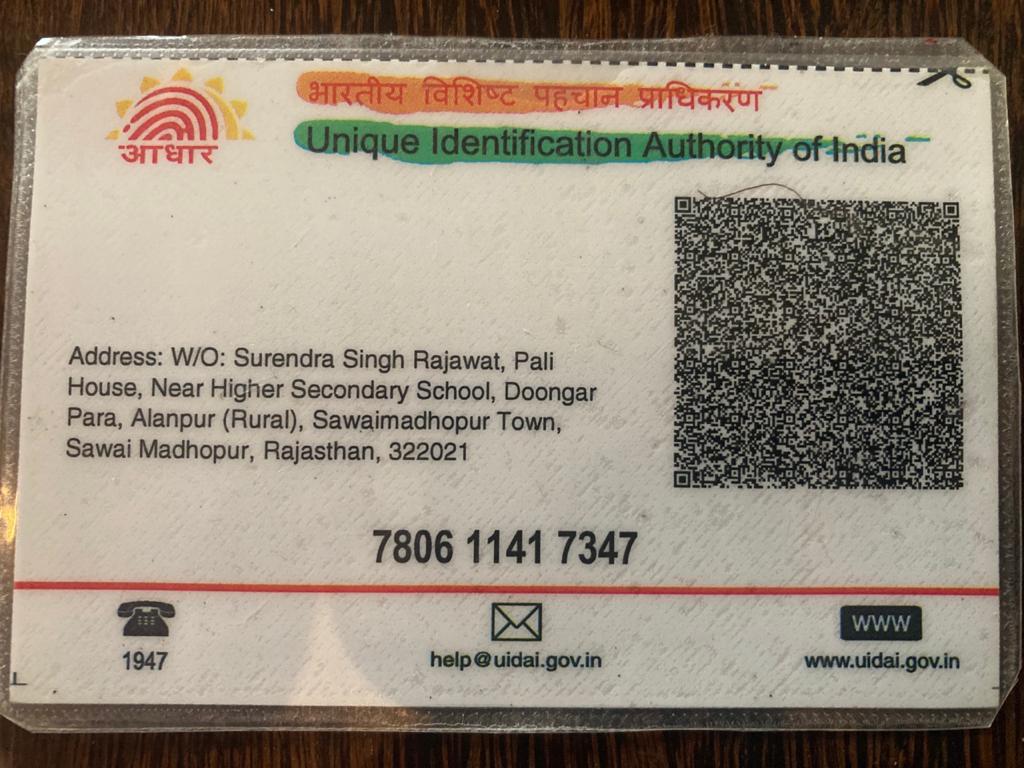 आधार
भारतीय विशिष्ट पहचान प्राधिकरण
Unique Identification Authority of India
Address: W/O: Surendra Singh Rajawat, Pali
House, Near Higher Secondary School, Doongar
Para, Alanpur (Rural), Sawaimadhopur Town,
Sawai Madhopur, Rajasthan, 322021
7806 1141 7347
WWW
1947
help@uidai.gov.in
www.uidai.gov.in